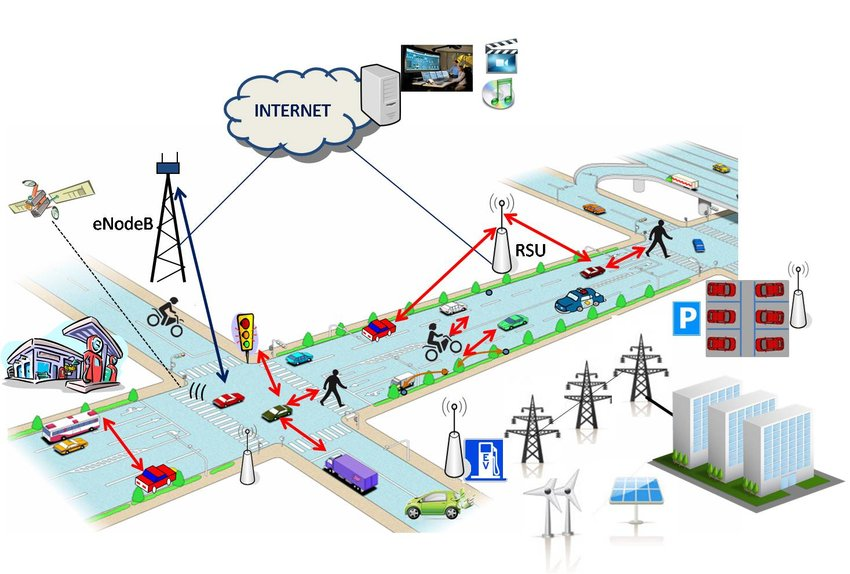 INTERNET
eNodeB
RSU
P
EV